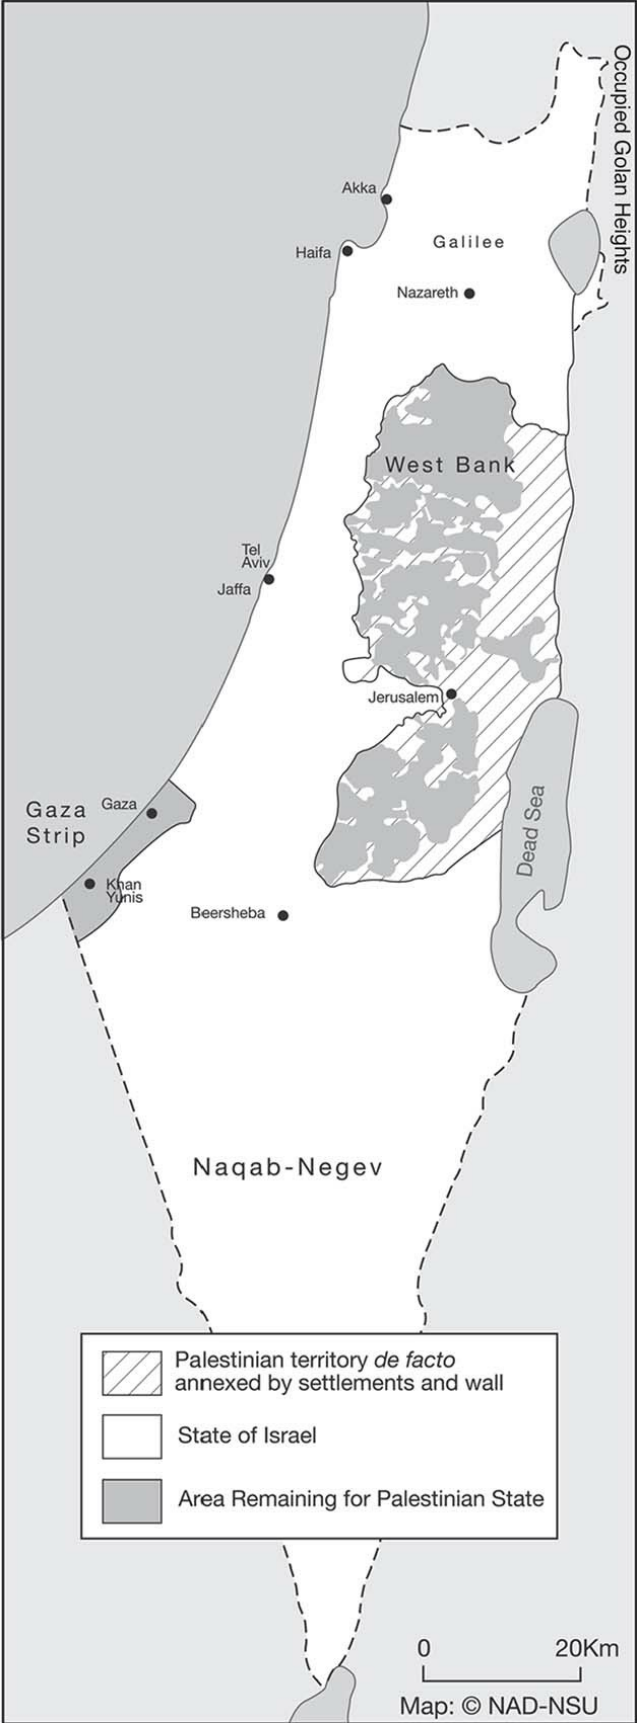 Occupied Golan Heights
Akka
Galilee
Haifa
Nazareth
West Bank
Tel
Aviv
Jaffa
Jerusalem
Dead Sea
Gaza
Strip
Gaza
Khan
Yunis
Beersheba
Naqab-Negev
Palestinian territory de facto
annexed by settlements and wall
State of Israel
Area Remaining for Palestinian State
0 20Km
Map: © NAD-NSU